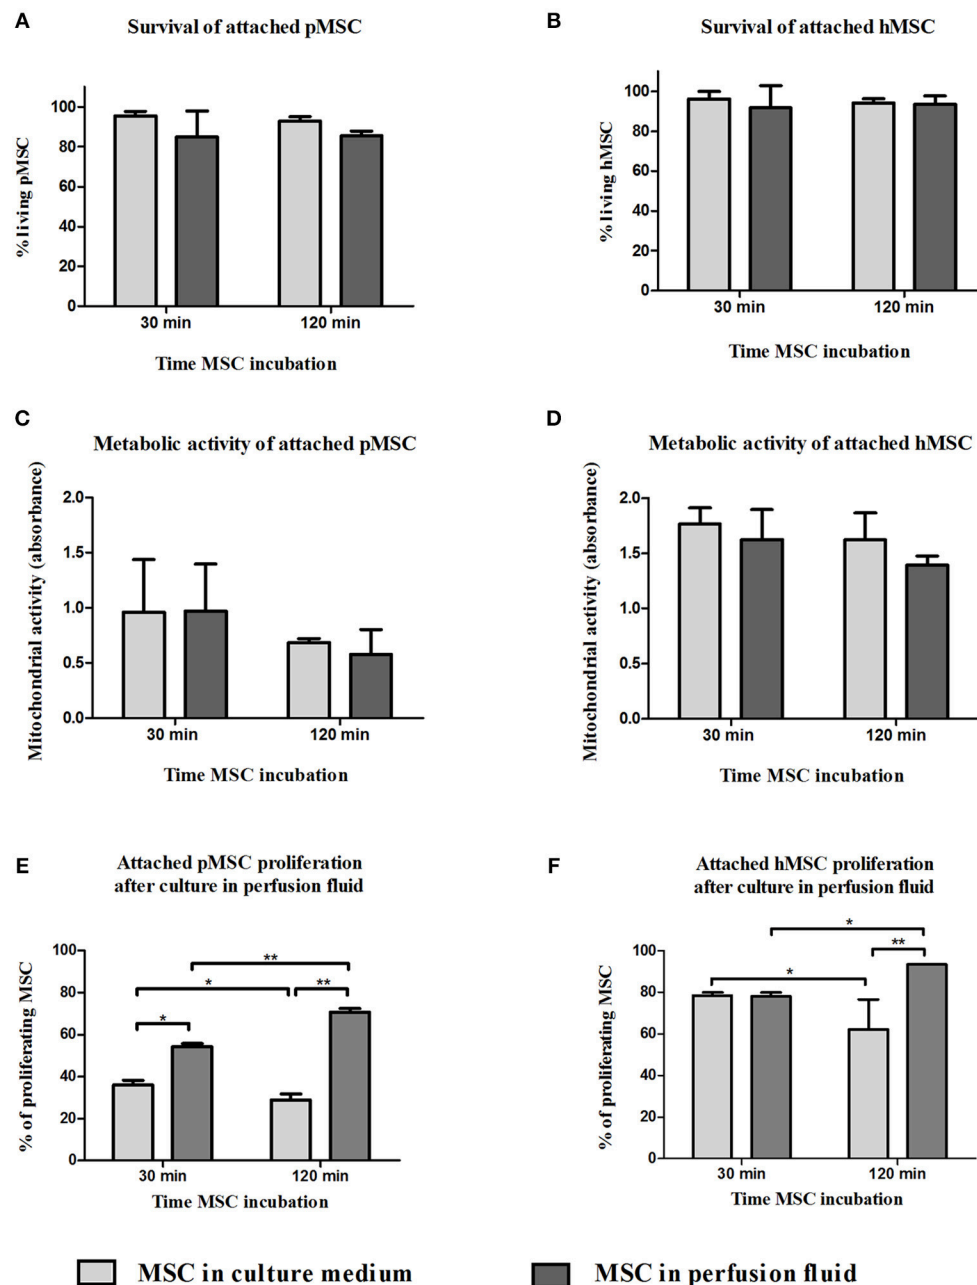 A
Survival of attached pMSC
% living pMSC
100
80
60
40
20
0
30 min
120 min
Time MSC incubation
B
Survival of attached hMSC
% living hMSC
100
80
60
40
20
0
30 min
120 min
Time MSC incubation
C
Metabolic activity of attached pMSC
Mitochondrial activity (absorbance)
2.0
1.5
1.0
0.5
0.0
30 min
120 min
Time MSC incubation
D
Metabolic activity of attached hMSC
Mitochondrial activity (absorbance)
2.0
1.5
1.0
0.5
0.0
30 min
120 min
Time MSC incubation
E
Attached pMSC proliferation
after culture in perfusion fluid
% of proliferating MSC
100
80
60
40
20
0
**
*
**
*
30 min
120 min
Time MSC incubation
F
Attached hMSC proliferation
after culture in perfusion fluid
% of proliferating MSC
100
80
60
40
20
0
*
**
*
30 min
120 min
Time MSC incubation
MSC in culture medium
MSC in perfusion fluid